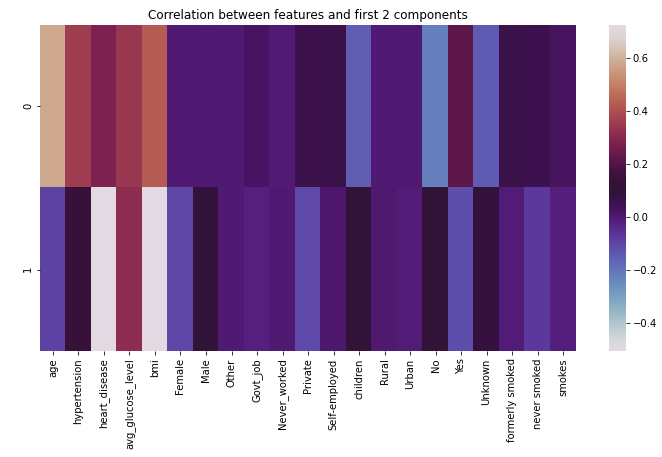 Correlation between features and first 2 components
0
1
age
hypertension
heart_disease
avg_glucose_level
bmi
Female
Male
Other
Govt_job
Never_worked
Private
Self-employed
children
Rural
Urban
No
Yes
Unknown
formerly smoked
never smoked
smokes
0.6
0.4
0.2
0.0
−0.2
−0.4